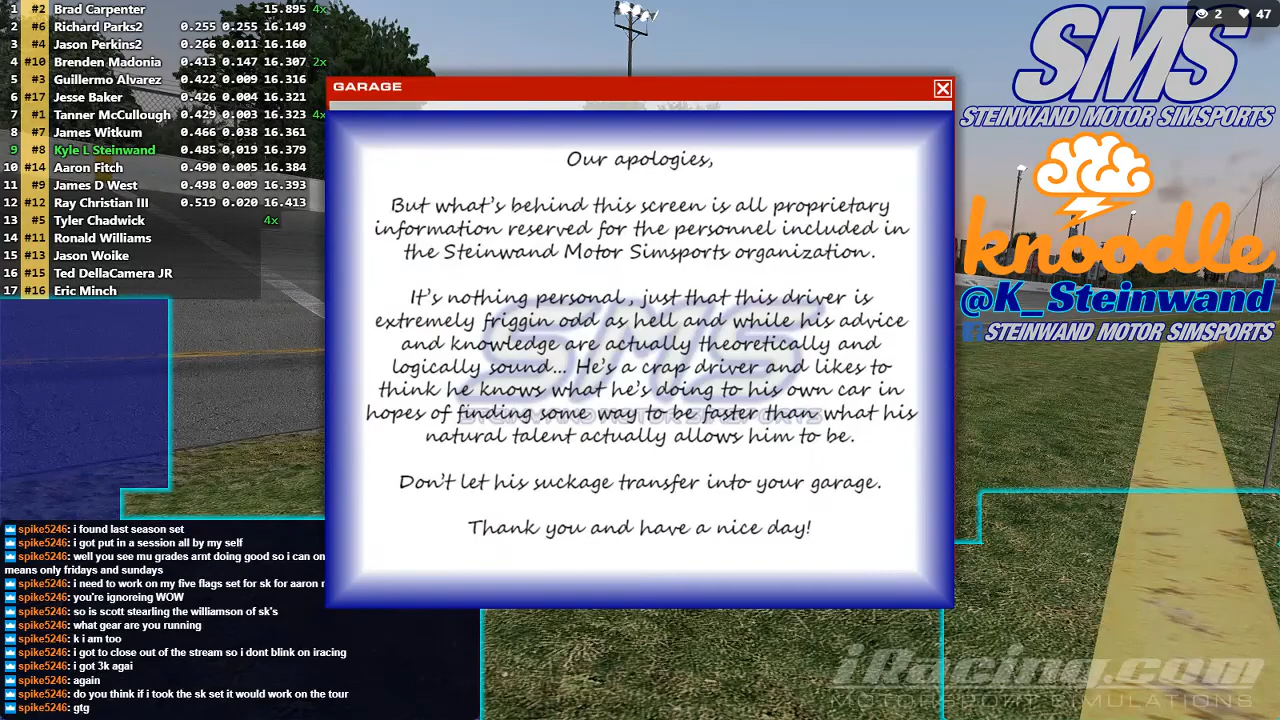 1 #2 Brad Carpenter 15.895 4x
2 #6 Richard Parks2 0.255 0.255 16.149
3 #4 Jason Perkins2 0.266 0.011 16.160
4 #10 Brenden Madonia 0.413 0.147 16.307 2x
5 #3 Guillermo Alvarez 0.422 0.009 16.316
6 #17 Jesse Baker 0.426 0.004 16.321
7 #1 Tanner McCullough 0.429 0.003 16.323 4x
8 #7 James Witkum 0.466 0.038 16.361
9 #8 Kyle L Steinwand 0.485 0.019 16.379
10 #14 Aaron Fitch 0.490 0.005 16.384
11 #9 James D West 0.498 0.009 16.393
12 #12 Ray Christian III 0.519 0.020 16.413
13 #5 Tyler Chadwick 4x
14 #11 Ronald Williams
15 #13 Jason Woike
16 #15 Ted DellaCamera JR
17 #16 Eric Minch
GARAGE
Our apologies,
But what's behind this screen is all proprietary
information reserved for the personnel included in
the Steinwand Motor Simsports organization.
It's nothing personal, just that this driver is
extremely friggin odd as hell and while his advice
and knowledge are actually theoretically and
logically sound... He's a crap driver and likes to
think he knows what he's doing to his own car in
hopes of finding some way to be faster than what his
natural talent actually allows him to be.
Don't let his suckage transfer into your garage.
Thank you and have a nice day!
SMS
STEINWAND MOTOR SIMSPORTS
2 47
SMS
STEINWAND MOTOR SIMSPORTS
knoodle
@K_Steinwand
STEINWAND MOTOR SIMSPORTS
spike5246: i found last season set
spike5246: i got put in a session all by my self
spike5246: well you see mu grades arnt doing good so i can on
means only fridays and sundays
spike5246: i need to work on my five flags set for sk for aaron
spike5246: you're ignoreing WOW
spike5246: so is scott stearling the williamson of sk's
spike5246: what gear are you running
spike5246: k i am too
spike5246: i got to close out of the stream so i dont blink on iracing
spike5246: i got 3k agai
spike5246: again
spike5246: do you think if i took the sk set it would work on the tour
spike5246: gtg
iRacing.com
MOTORSPORT SIMULATIONS